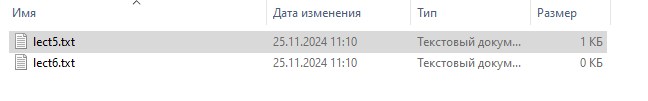 Имя Дата изменения Тип Размер
lect5.txt 25.11.2024 11:10 Текстовый докум... 1 КБ
lect6.txt 25.11.2024 11:10 Текстовый докум... 0 КБ